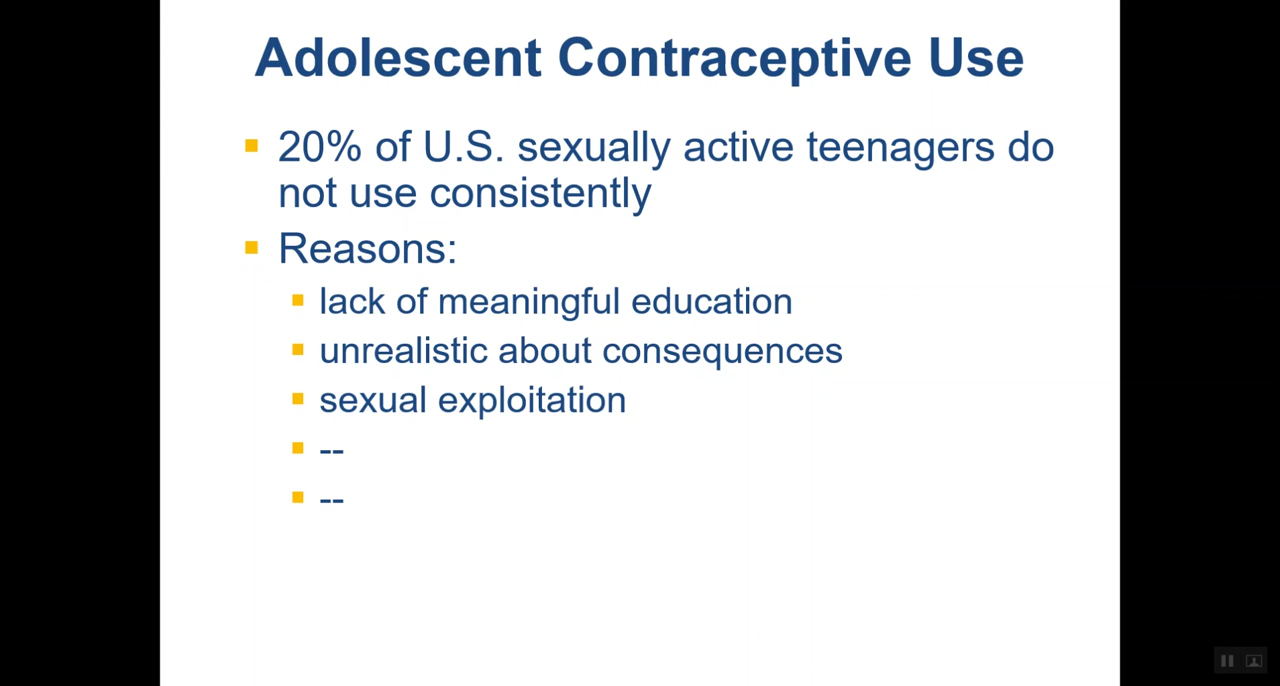 Adolescent Contraceptive Use
20% of U.S. sexually active teenagers do
not use consistently
Reasons:
lack of meaningful education
unrealistic about consequences
sexual exploitation
--
--